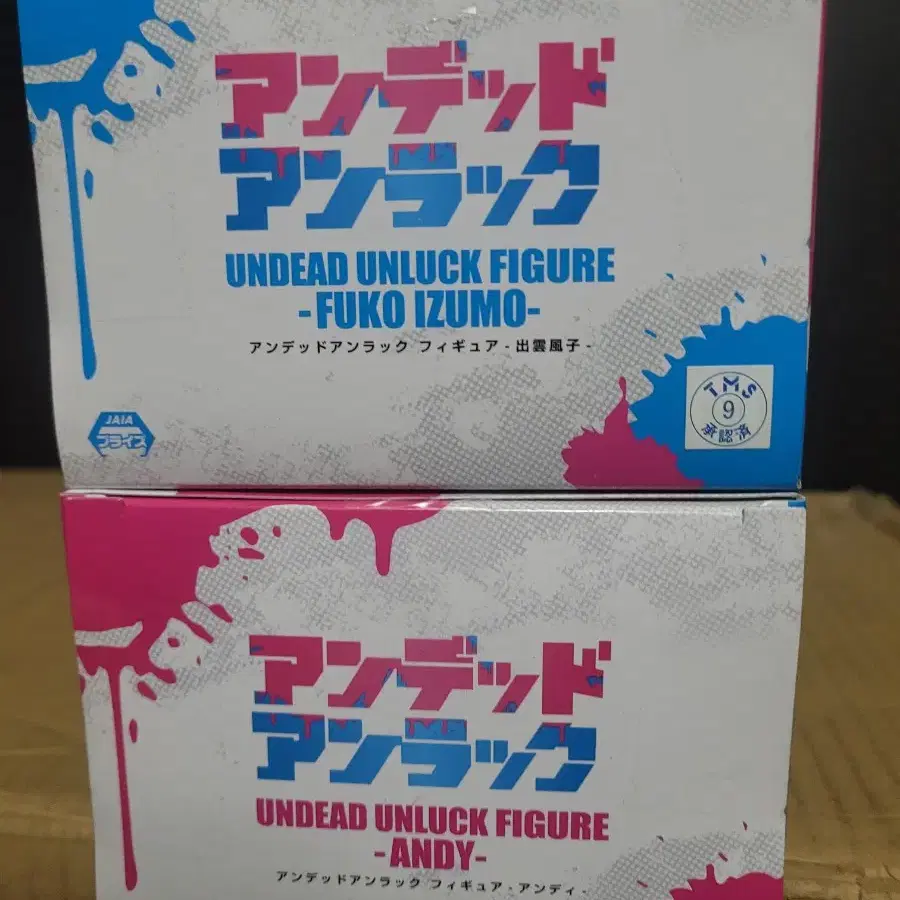 アンデッド
アンラック
UNDEAD UNLUCK FIGURE
-FUKO IZUMO-
アンデッドアンラック フィギュア - 出雲風子 -
JAIA
プライズ
TMS
9
承認済
アンデッド
アンラック
UNDEAD UNLUCK FIGURE
-ANDY-
アンデッドアンラック フィギュア - アンディ -